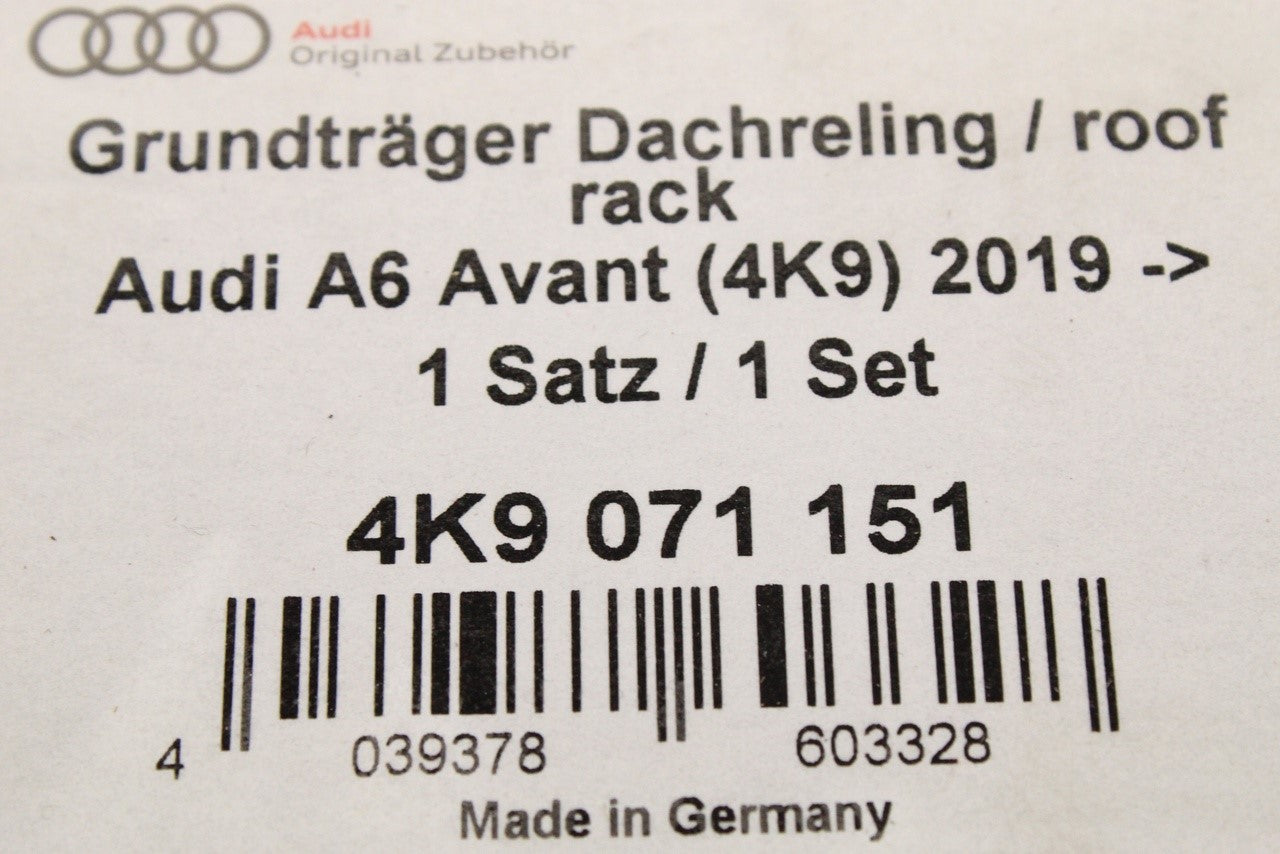 Audi
Original Zubehör
Grundträger Dachreling / roof
rack
Audi A6 Avant (4K9) 2019 ->
1 Satz / 1 Set
4K9 071 151
4 039378 603328
Made in Germany